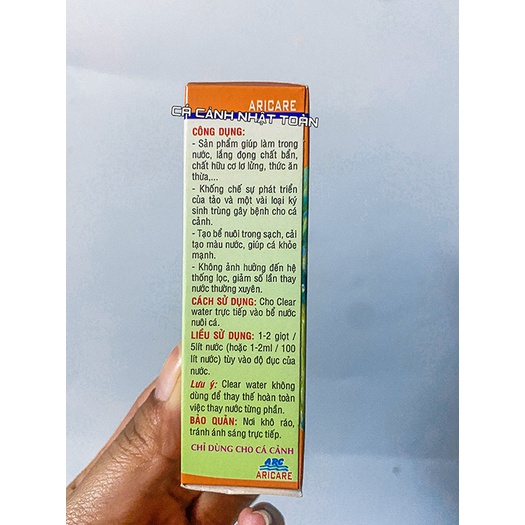 ARICARE
CÁ CẢNH NHẬT TOÀN
CÔNG DỤNG:
- Sản phẩm giúp làm trong
nước, lắng đọng chất bẩn,
chất hữu cơ lơ lửng, thức ăn
thừa,...
- Khống chế sự phát triển
của tảo và một vài loại ký
sinh trùng gây bệnh cho cá
cảnh.
- Tạo bể nuôi trong sạch, cải
tạo màu nước, giúp cá khỏe
mạnh.
- Không ảnh hưởng đến hệ
thống lọc, giảm số lần thay
nước thường xuyên.
CÁCH SỬ DỤNG: Cho Clear
water trực tiếp vào bể nước
nuôi cá.
LIỀU SỬ DỤNG: 1-2 giọt /
5lít nước (hoặc 1-2ml / 100
lít nước) tùy vào độ đục của
nước.
Lưu ý: Clear water không
dùng để thay thế hoàn toàn
việc thay nước từng phần.
BẢO QUẢN: Nơi khô ráo,
tránh ánh sáng trực tiếp.
CHỈ DÙNG CHO CÁ CẢNH
ARC
ARICARE